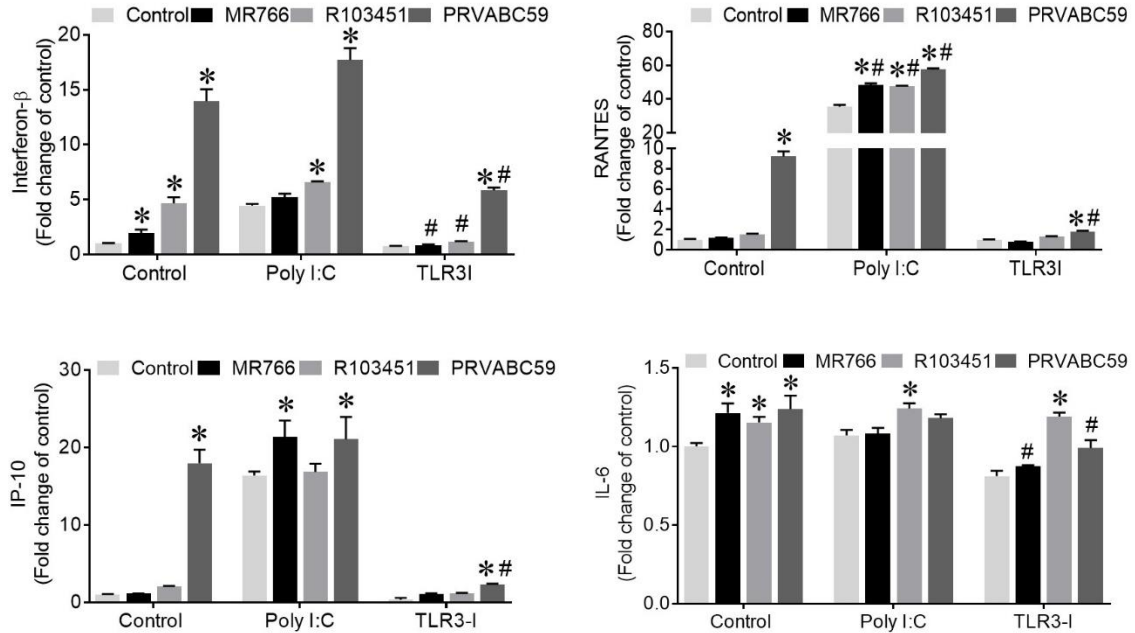 Control MR766 R103451 PRVABC59
Interferon-β
(Fold change of control)
20
15
10
5
0
* * * * * # # *#
Control Poly I:C TLR3I
Control MR766 R103451 PRVABC59
RANTES
(Fold change of control)
80
60
40
20
10
8
6
4
2
0
* *# *# *# *#
Control Poly I:C TLR3I
Control MR766 R103451 PRVABC59
IP-10
(Fold change of control)
30
20
10
0
* * * *#
Control Poly I:C TLR3-I
Control MR766 R103451 PRVABC59
IL-6
(Fold change of control)
1.5
1.0
0.5
0.0
* * * * # * #
Control Poly I:C TLR3-I